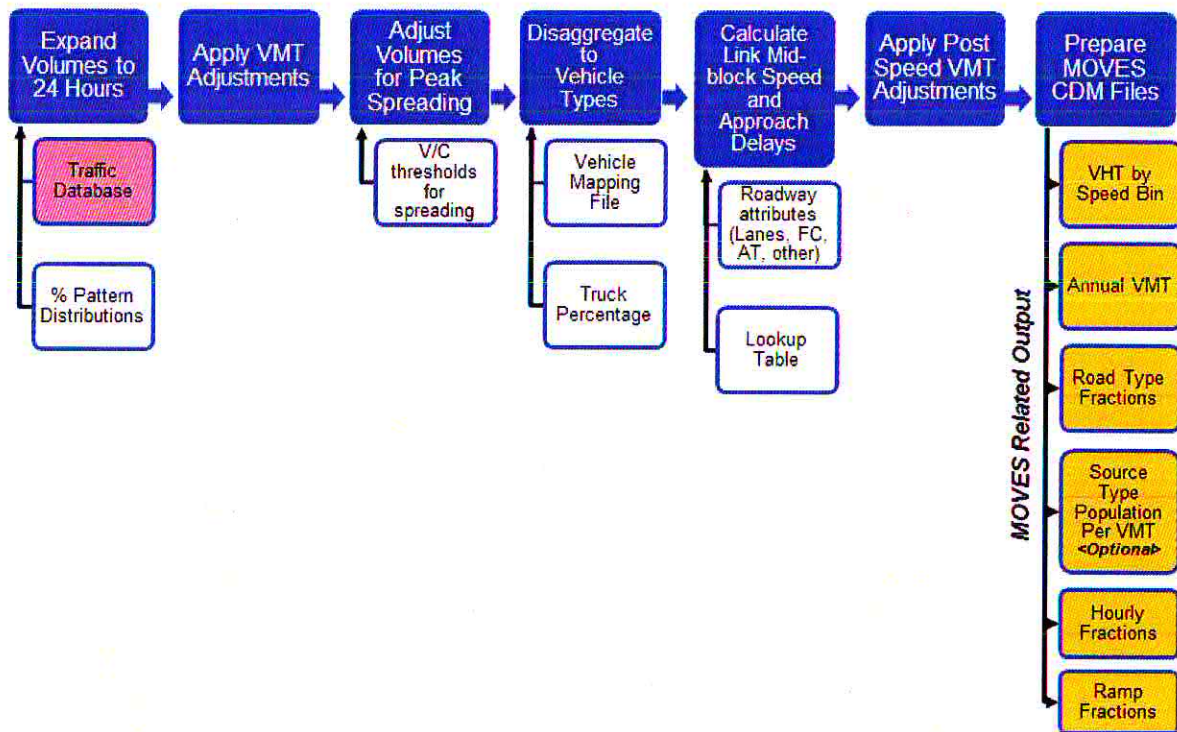 Expand
Volumes to
24 Hours
Apply VMT
Adjustments
Adjust
Volumes
for Peak
Spreading
Disaggregate
to
Vehicle
Types
Calculate
Link Mid-
block Speed
and
Approach
Delays
Apply Post
Speed VMT
Adjustments
Prepare
MOVES
CDM Files
Traffic
Database
% Pattern
Distributions
V/C
thresholds
for
spreading
Vehicle
Mapping
File
Truck
Percentage
Roadway
attributes
(Lanes, FC,
AT, other)
Lookup
Table
MOVES Related Output
VHT by
Speed Bin
Annual VMT
Road Type
Fractions
Source
Type
Population
Per VMT
<Optional>
Hourly
Fractions
Ramp
Fractions